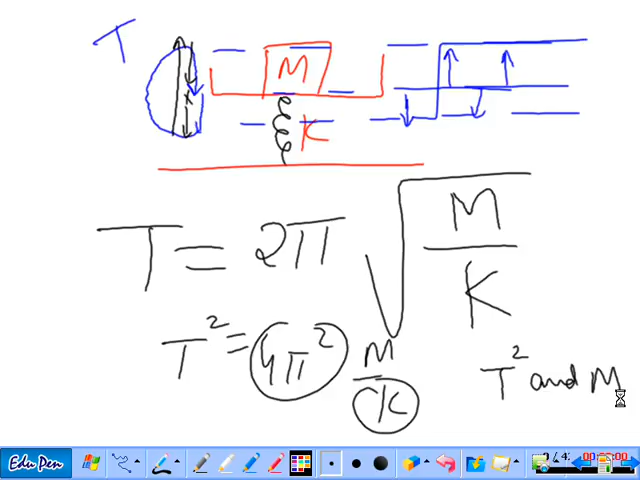 T
M
K
T = 2π √ M / K
T² = 4π² M / K
T² and M
Edu Pen